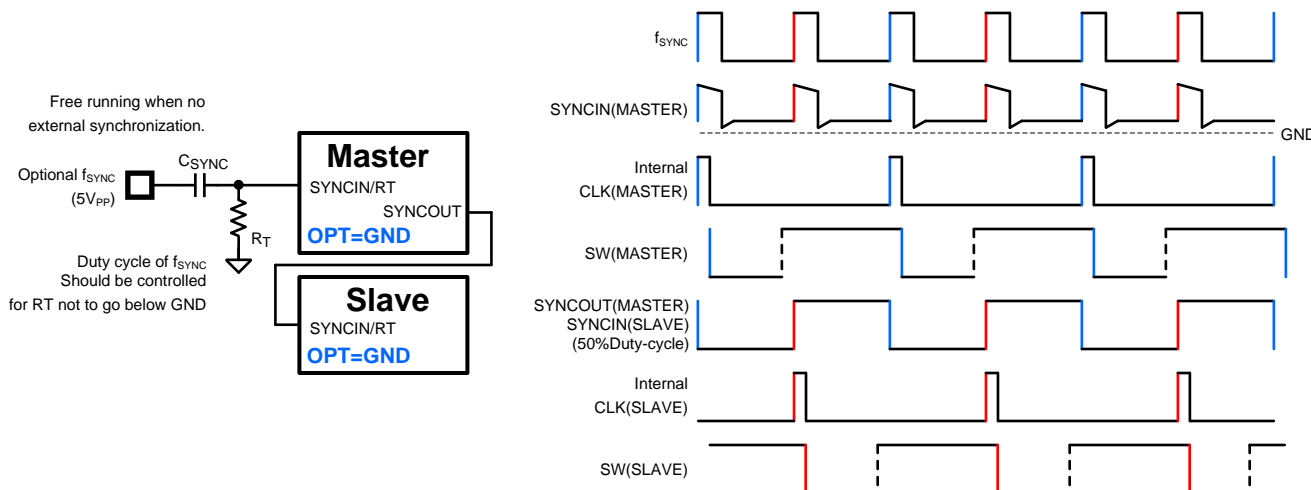 Free running when no
external synchronization.
Optional fSYNC
(5VPP)
CSYNC
RT
Duty cycle of fSYNC
Should be controlled
for RT not to go below GND
Master
SYNCIN/RT
SYNCOUT
OPT=GND
Slave
SYNCIN/RT
OPT=GND
fSYNC
SYNCIN(MASTER)
GND
Internal
CLK(MASTER)
SW(MASTER)
SYNCOUT(MASTER)
SYNCIN(SLAVE)
(50%Duty-cycle)
Internal
CLK(SLAVE)
SW(SLAVE)